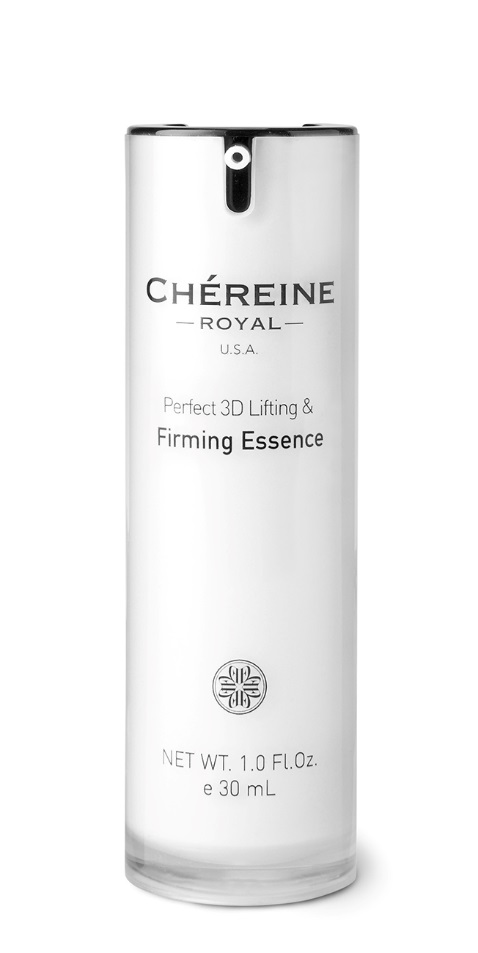 CHÉREINE
—ROYAL—
U.S.A.
Perfect 3D Lifting &
Firming Essence
NET WT. 1.0 Fl.Oz.
e 30 mL